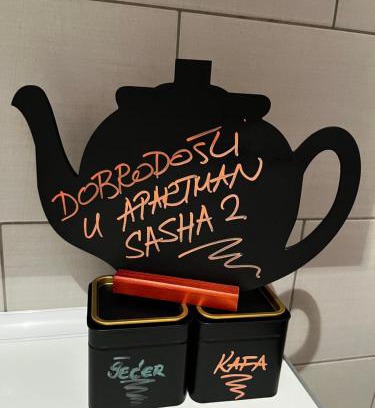 DOBRODOŠLI
U APARTMAN
SASHA 2
ŠEĆER
KAFA